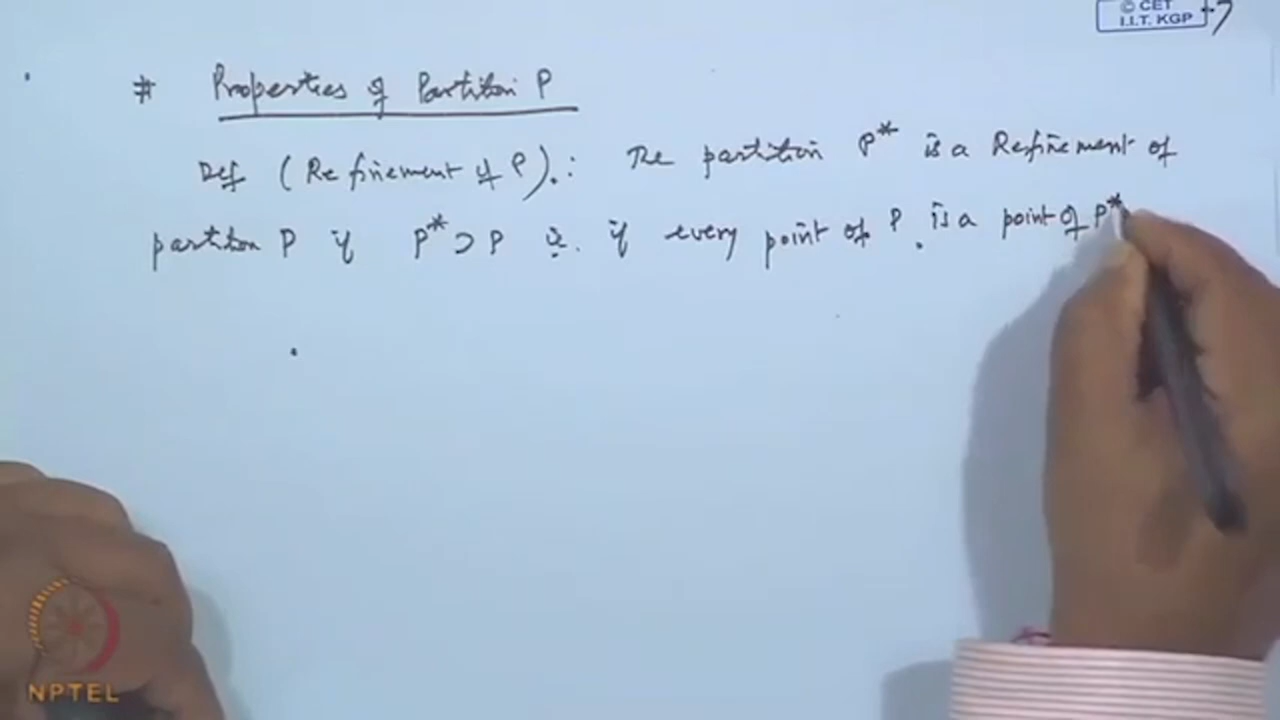 © CET
I.I.T. KGP
-7
# Properties of Partition P
Def (Refinement of P).: The partition P* is a Refinement of
partition P if P* ⊃ P i.e. if every point of P is a point of P*
NPTEL